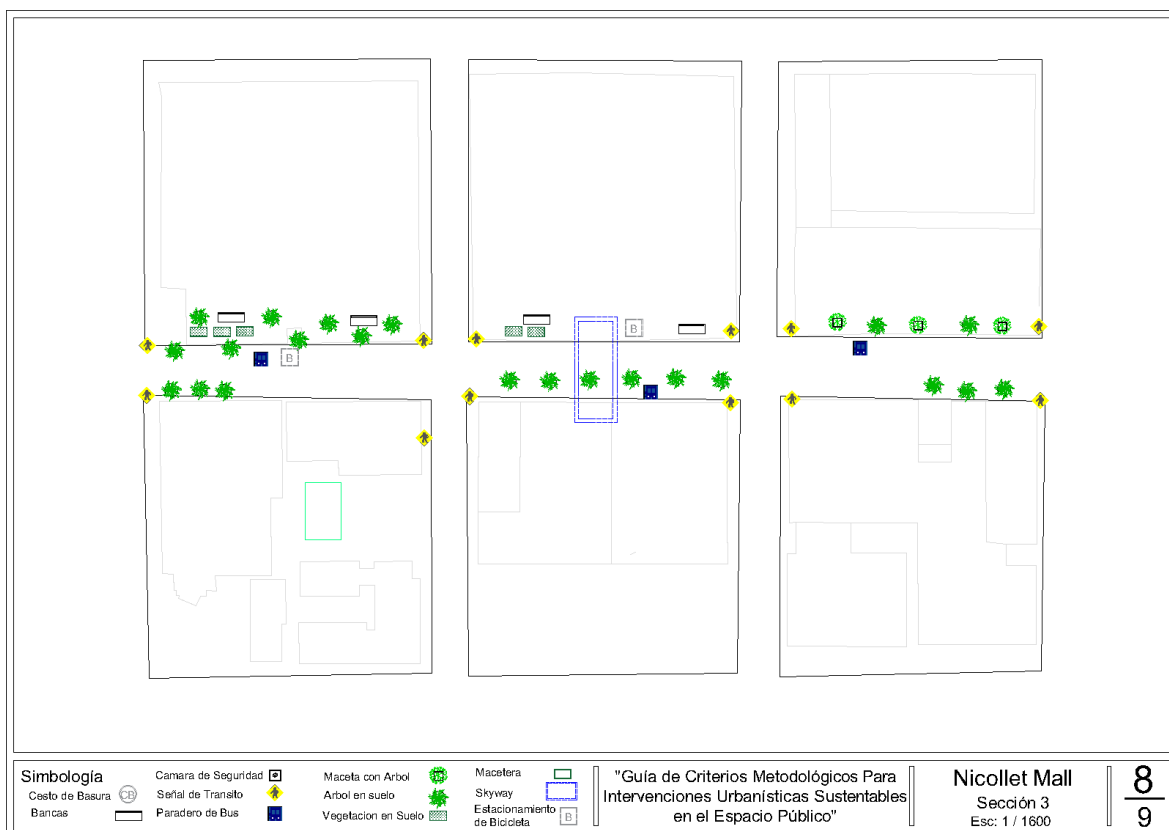 B
B
Simbología
Cesto de Basura CB
Bancas
Camara de Seguridad
Señal de Transito
Paradero de Bus
Maceta con Arbol
Arbol en suelo
Vegetacion en Suelo
Macetera
Skyway
Estacionamiento
de Bicicleta B
"Guía de Criterios Metodológicos Para
Intervenciones Urbanísticas Sustentables
en el Espacio Público"
Nicollet Mall
Sección 3
Esc: 1 / 1600
8
9